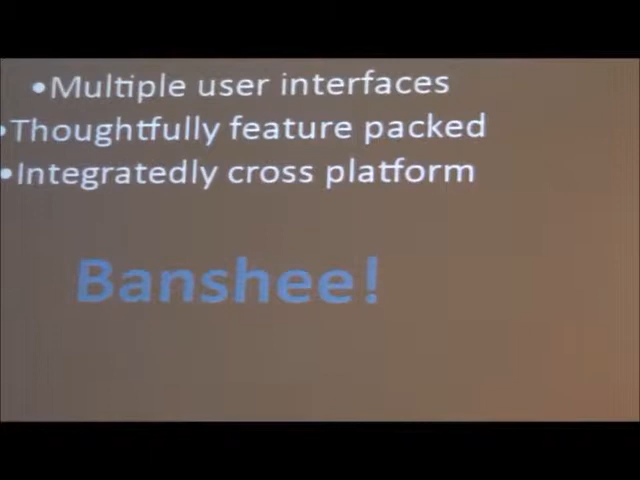 •Multiple user interfaces
•Thoughtfully feature packed
•Integratedly cross platform
Banshee!